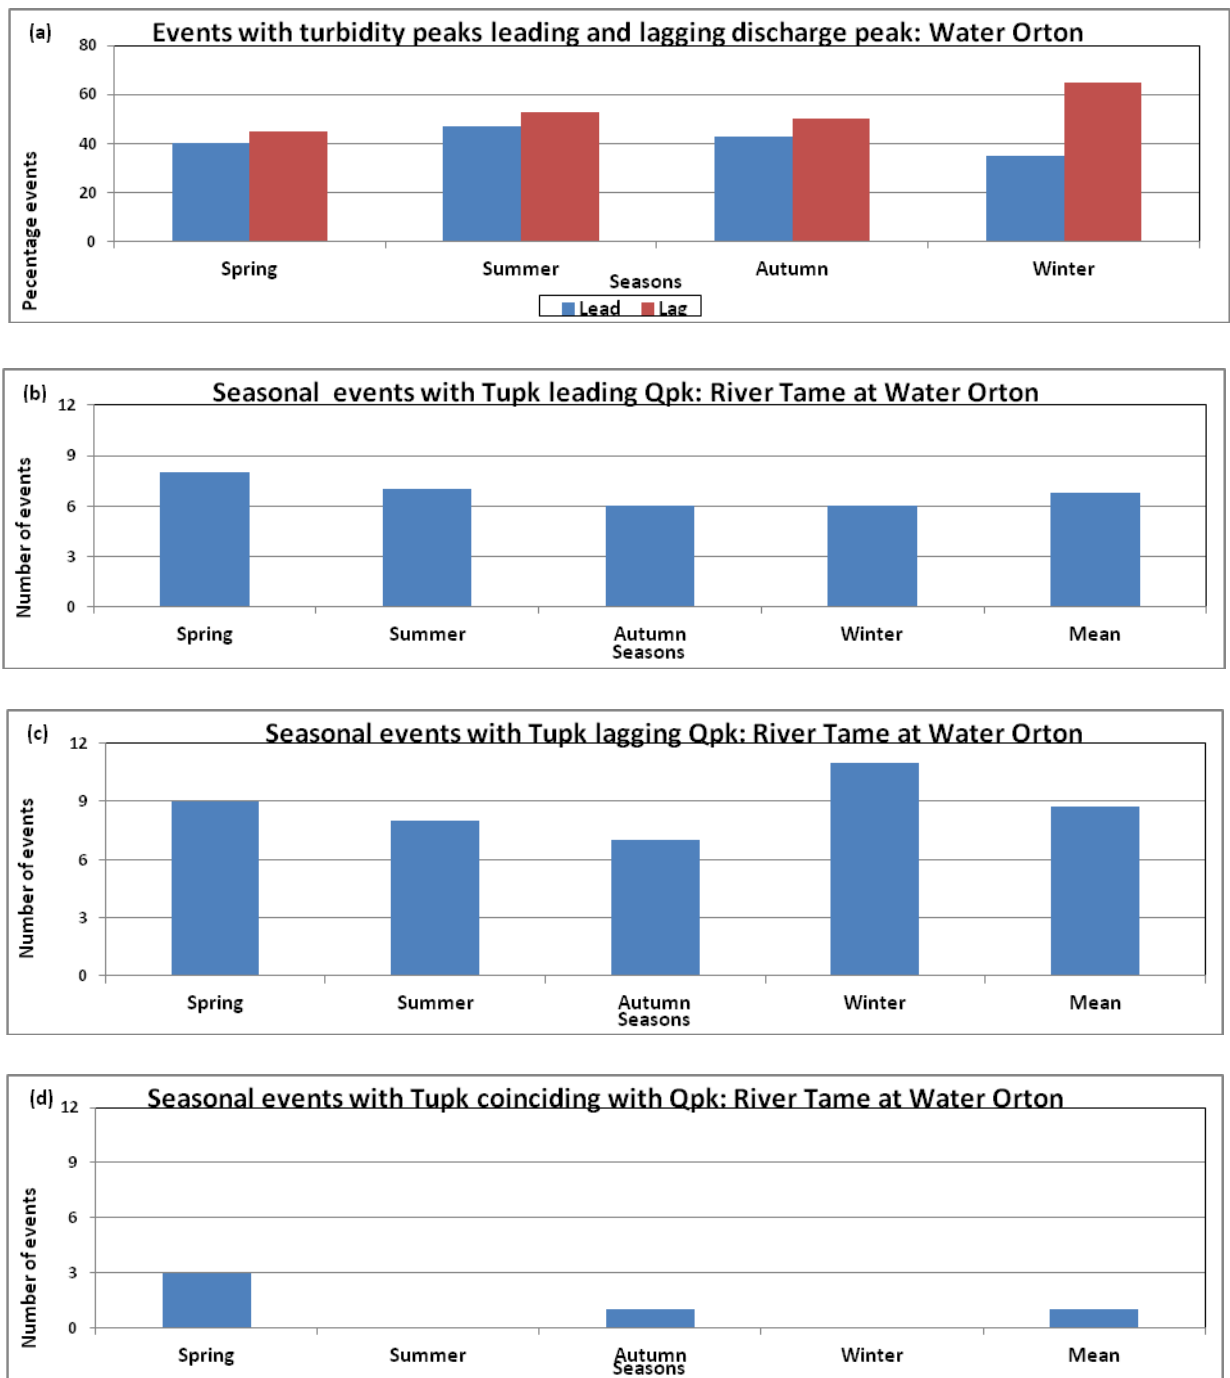 (a) Events with turbidity peaks leading and lagging discharge peak: Water Orton
Pecentage events
80
60
40
20
0
Spring Summer Autumn Winter
Seasons
Lead Lag
(b) Seasonal events with Tupk leading Qpk: River Tame at Water Orton
Number of events
12
9
6
3
0
Spring Summer Autumn Winter Mean
Seasons
(c) Seasonal events with Tupk lagging Qpk: River Tame at Water Orton
Number of events
12
9
6
3
0
Spring Summer Autumn Winter Mean
Seasons
(d) Seasonal events with Tupk coinciding with Qpk: River Tame at Water Orton
Number of events
12
9
6
3
0
Spring Summer Autumn Winter Mean
Seasons